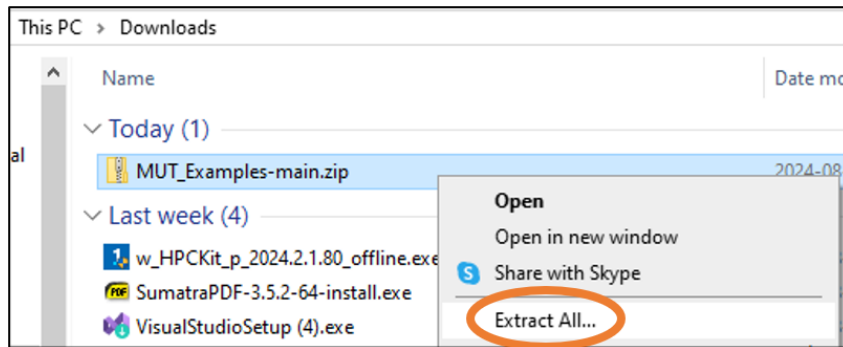 This PC > Downloads
Name Date mo
Today (1)
al
MUT_Examples-main.zip 2024-08
Open
Last week (4)
Open in new window
w_HPCKit_p_2024.2.1.80_offline.exe
Share with Skype
SumatraPDF-3.5.2-64-install.exe
Extract All...
VisualStudioSetup (4).exe